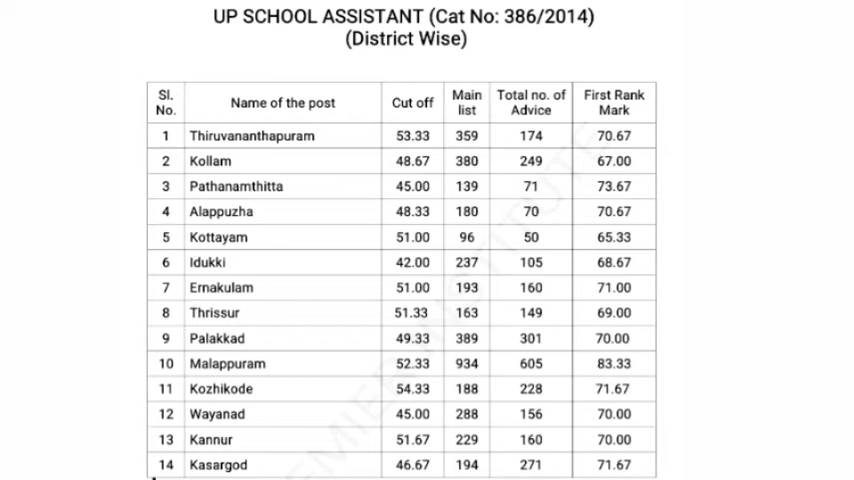 UP SCHOOL ASSISTANT (Cat No: 386/2014)
(District Wise)
Sl. No. Name of the post Cut off Main list Total no. of Advice First Rank Mark
1 Thiruvananthapuram 53.33 359 174 70.67
2 Kollam 48.67 380 249 67.00
3 Pathanamthitta 45.00 139 71 73.67
4 Alappuzha 48.33 180 70 70.67
5 Kottayam 51.00 96 50 65.33
6 Idukki 42.00 237 105 68.67
7 Ernakulam 51.00 193 160 71.00
8 Thrissur 51.33 163 149 69.00
9 Palakkad 49.33 389 301 70.00
10 Malappuram 52.33 934 605 83.33
11 Kozhikode 54.33 188 228 71.67
12 Wayanad 45.00 288 156 70.00
13 Kannur 51.67 229 160 70.00
14 Kasargod 46.67 194 271 71.67